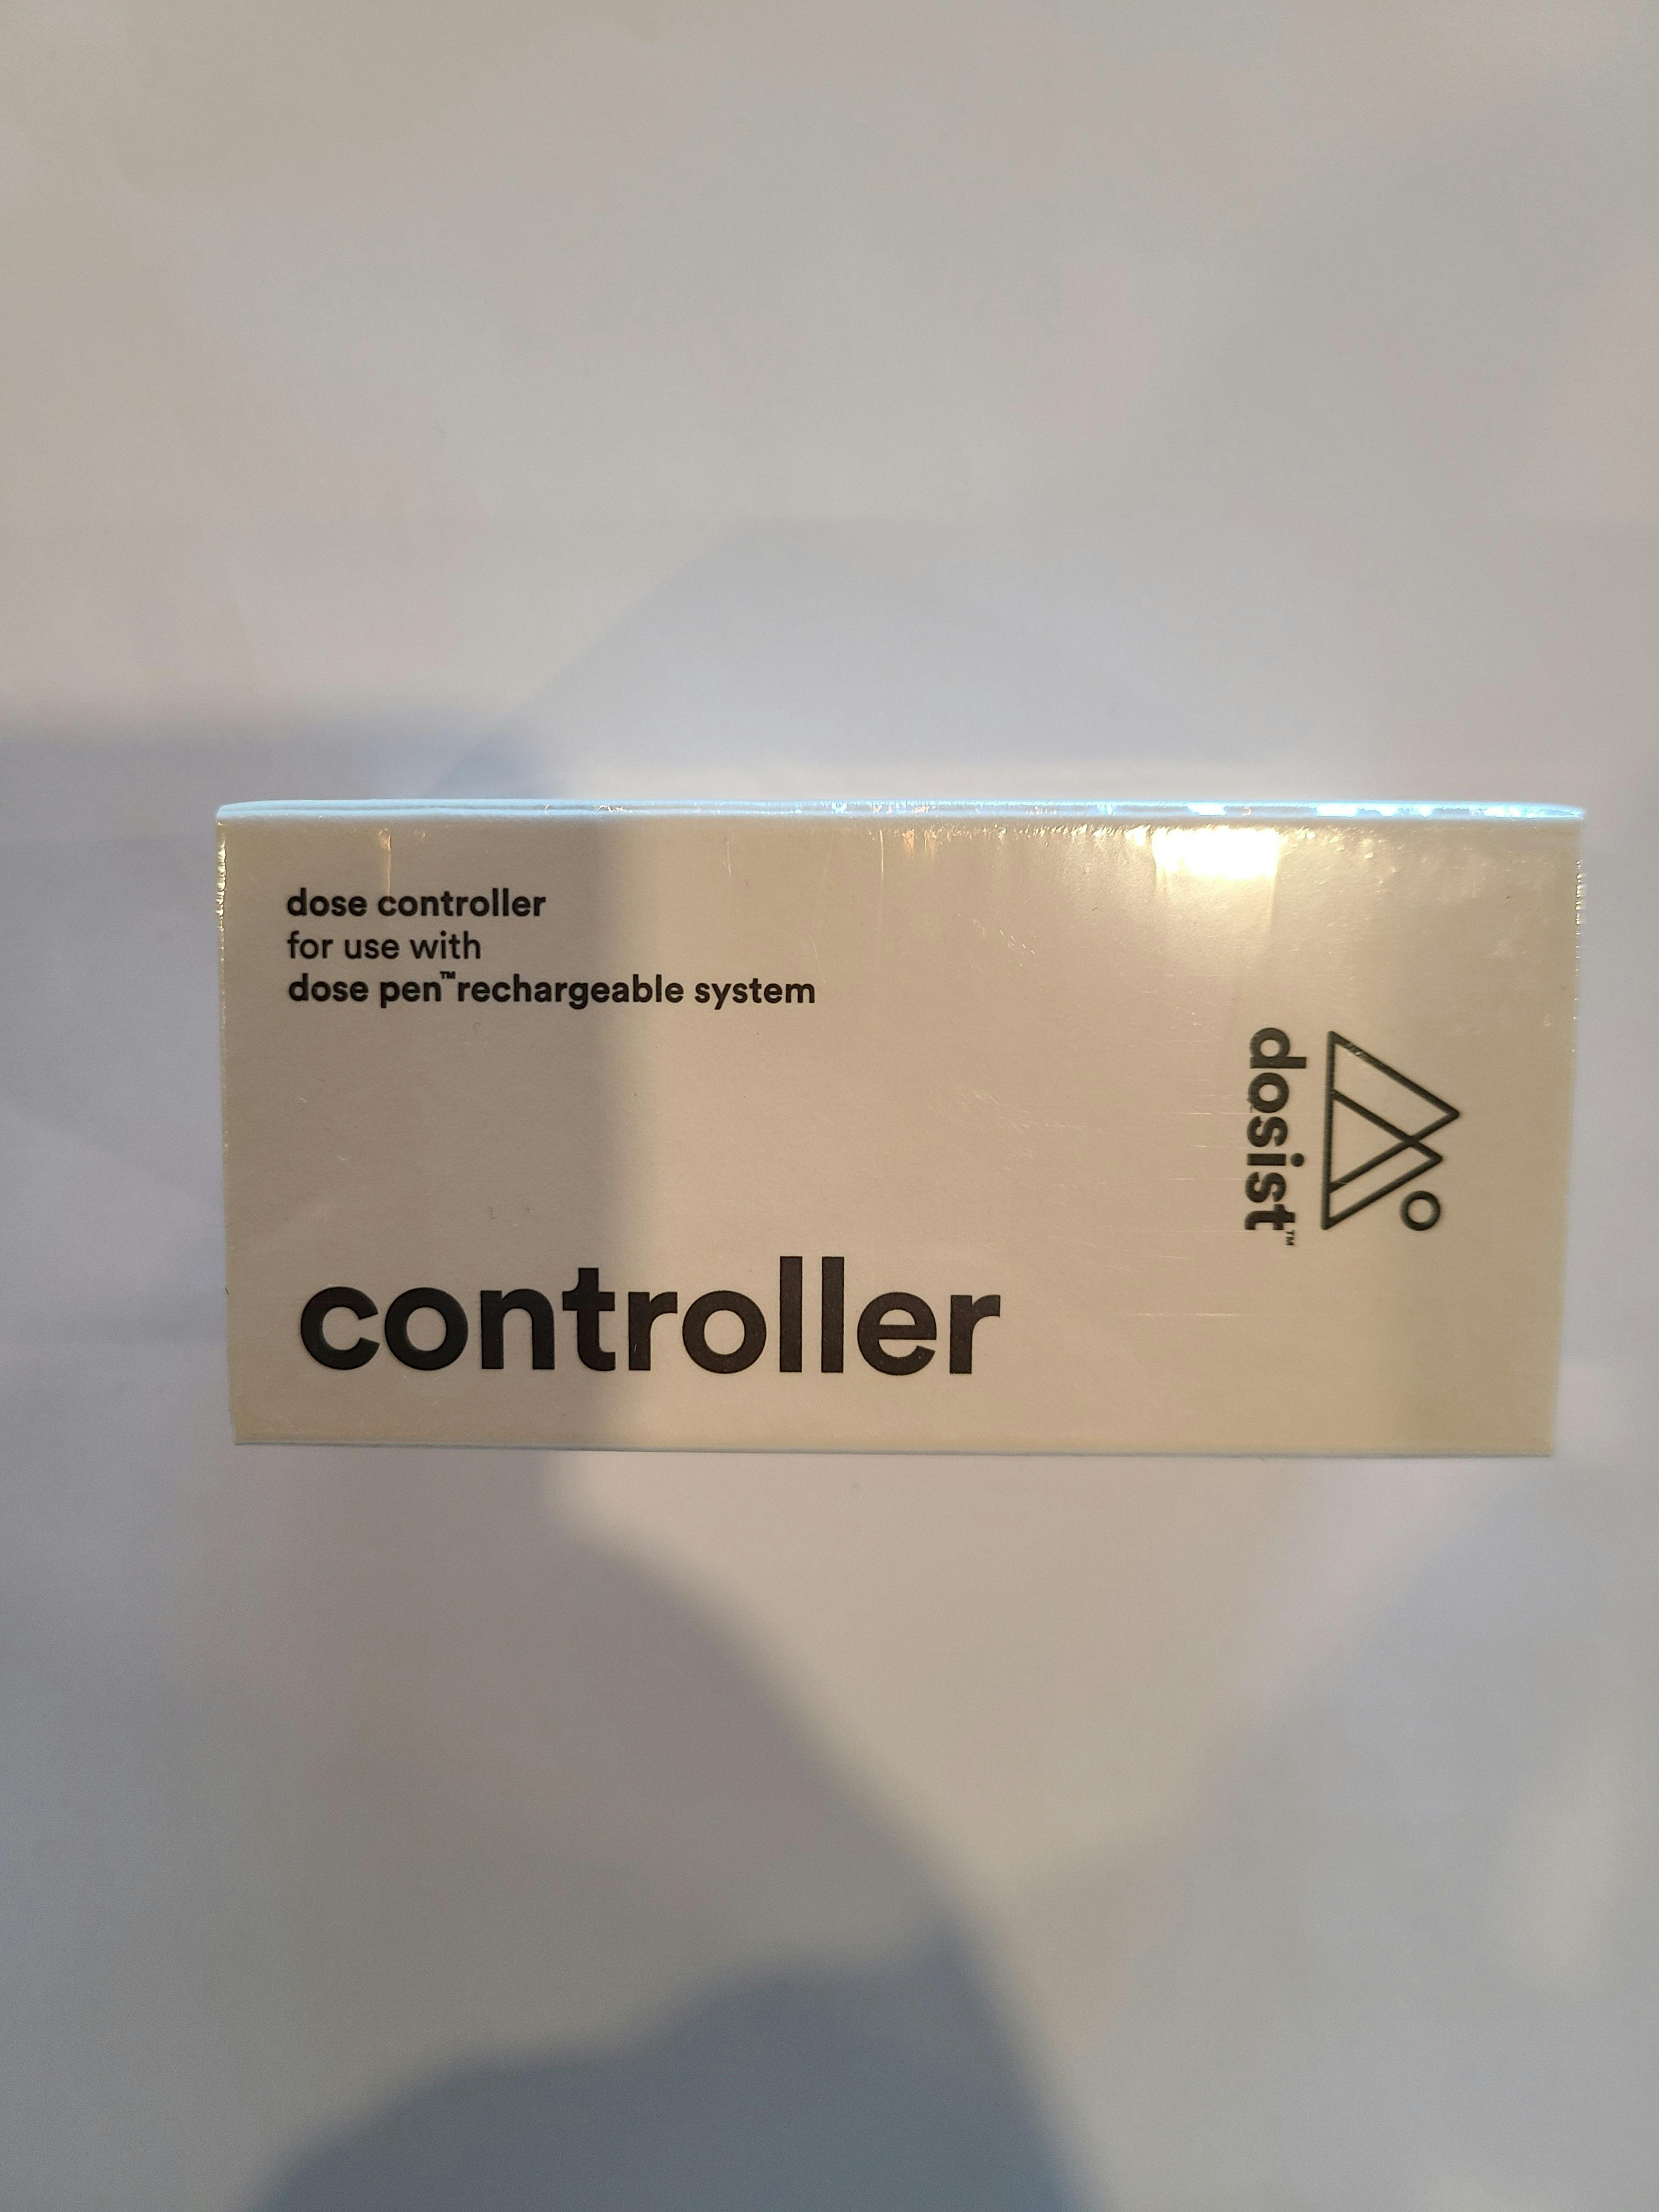 dose controller
for use with
dose pen™ rechargeable system
dosist™
controller